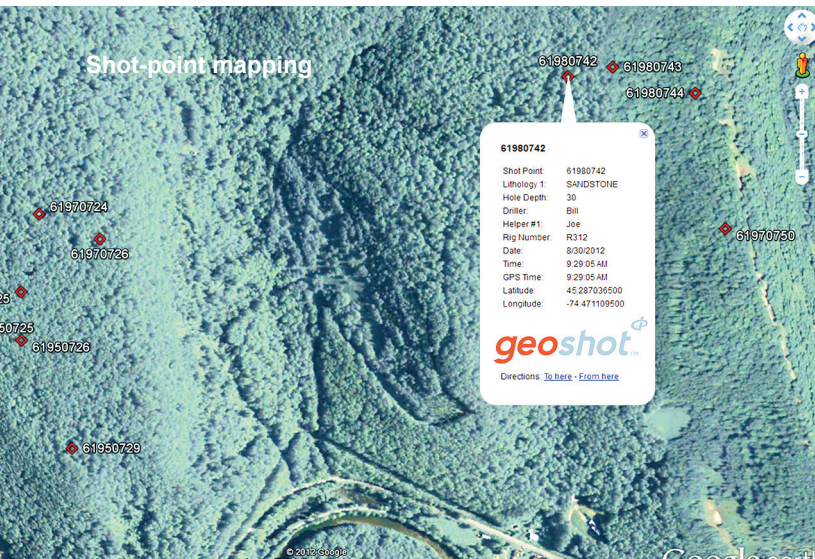 Shot-point mapping
61980742
61980743
61980744
61970724
61970726
25
50725
61950726
61950729
61970750
61980742
Shot Point: 61980742
Lithology 1: SANDSTONE
Hole Depth: 30
Driller: Bill
Helper #1: Joe
Rig Number: R312
Date: 8/30/2012
Time: 9:29:05 AM
GPS Time: 9:29:05 AM
Latitude: 45.287036500
Longitude: -74.471109500
geoshot™
Directions: To here - From here
© 2012 Google
Google earth